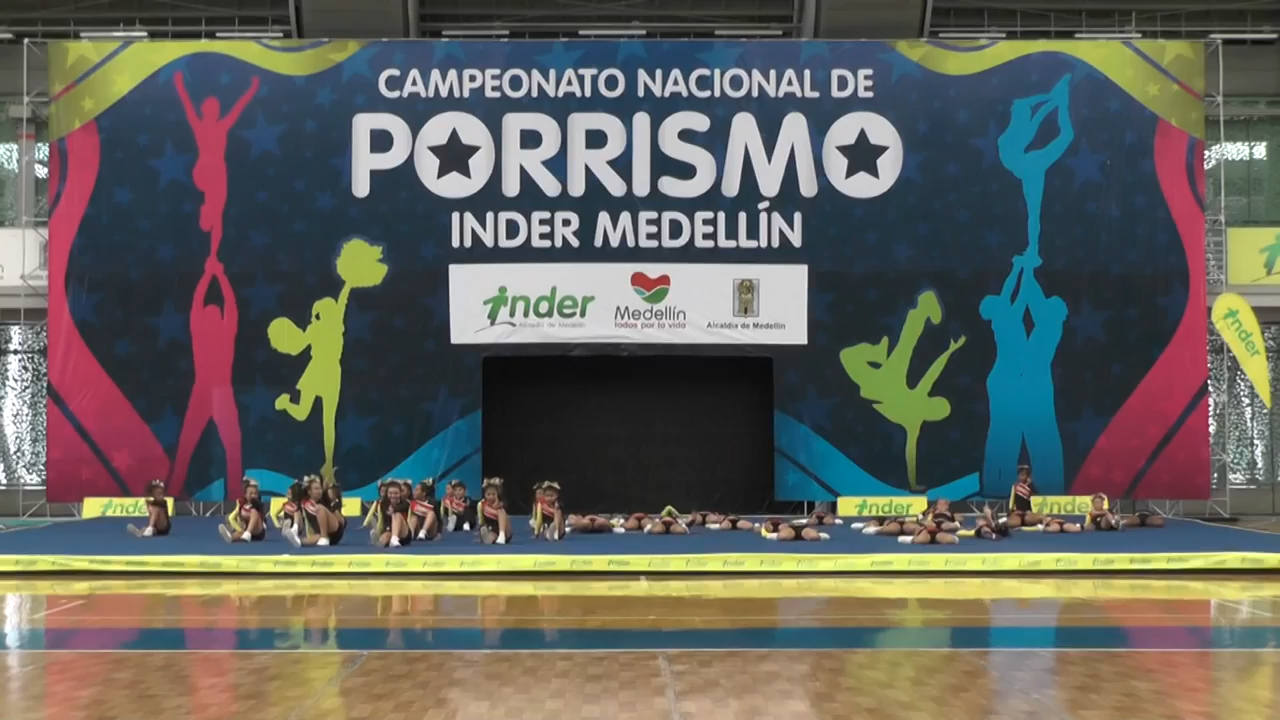 CAMPEONATO NACIONAL DE
PORRISMO
INDER MEDELLÍN
inder
Alcaldía de Medellín
Medellín
todos por la vida
Alcaldía de Medellín
inder
inder
inder
inder